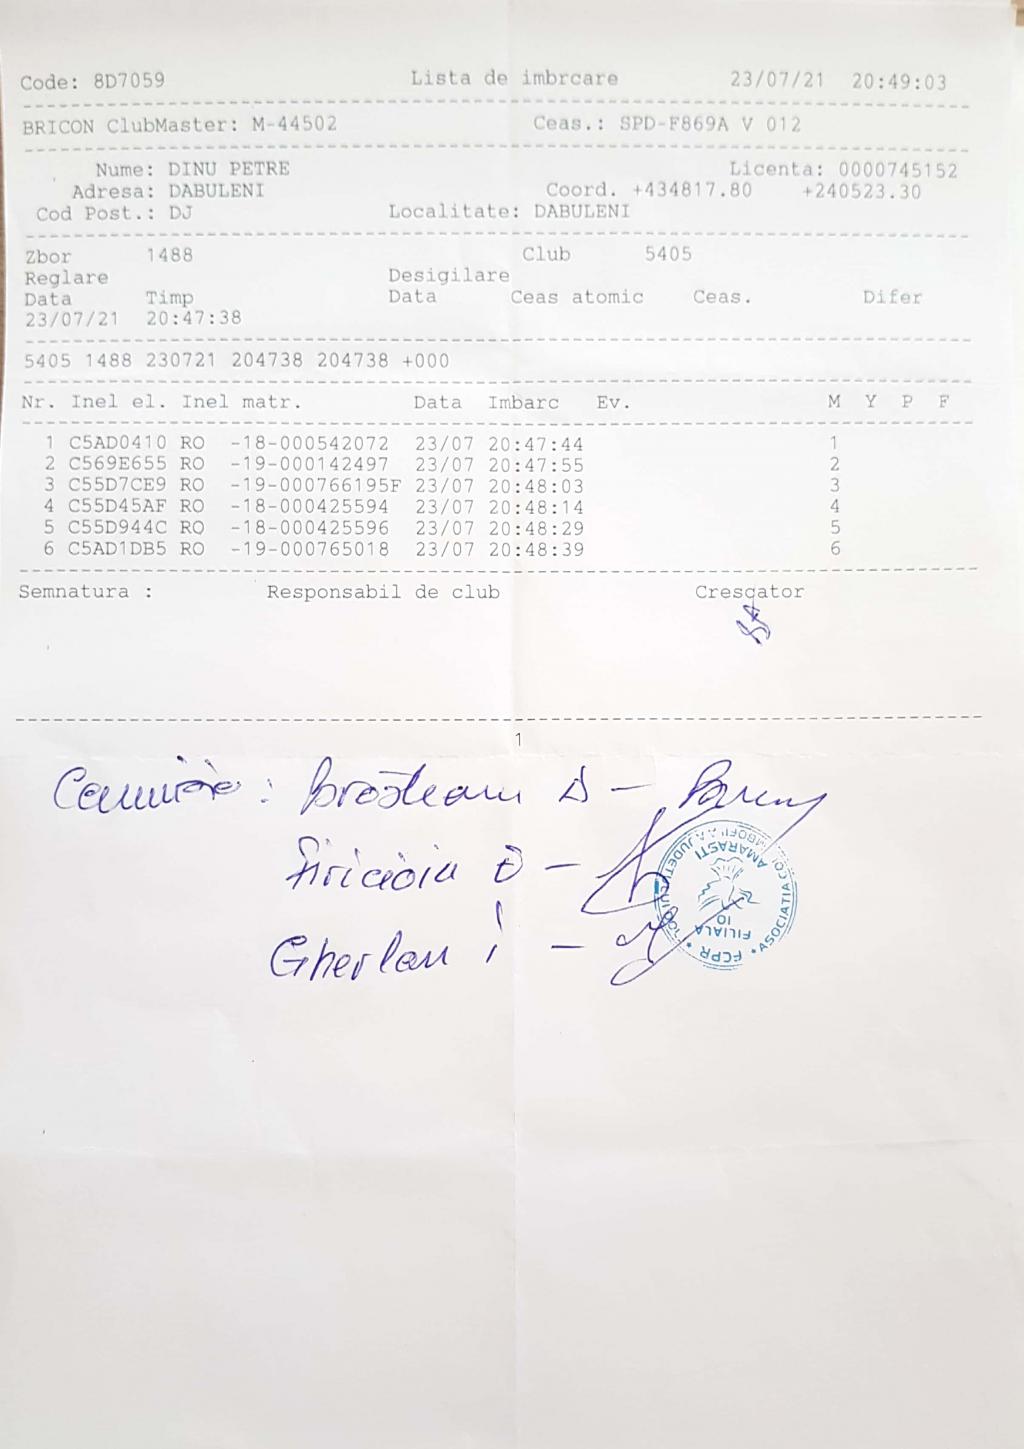 Code: 8D7059 Lista de imbrcare 23/07/21 20:49:03
BRICON ClubMaster: M-44502 Ceas.: SPD-F869A V 012
Nume: DINU PETRE Licenta: 0000745152
Adresa: DABULENI Coord. +434817.80 +240523.30
Cod Post.: DJ Localitate: DABULENI
Zbor 1488 Club 5405
Reglare Desigilare
Data Timp Data Ceas atomic Ceas. Difer
23/07/21 20:47:38
5405 1488 230721 204738 204738 +000
Nr. Inel el. Inel matr. Data Imbarc Ev. M Y P F
1 C5AD0410 RO -18-000542072 23/07 20:47:44 1
2 C569E655 RO -19-000142497 23/07 20:47:55 2
3 C55D7CE9 RO -19-000766195F 23/07 20:48:03 3
4 C55D45AF RO -18-000425594 23/07 20:48:14 4
5 C55D944C RO -18-000425596 23/07 20:48:29 5
6 C5AD1DB5 RO -19-000765018 23/07 20:48:39 6
Semnatura : Responsabil de club Crescator
1
Brosteanu D -
D -
Gherlan i -
FCPR
FILIALA
10
AMARASTI
ASOCIATIA